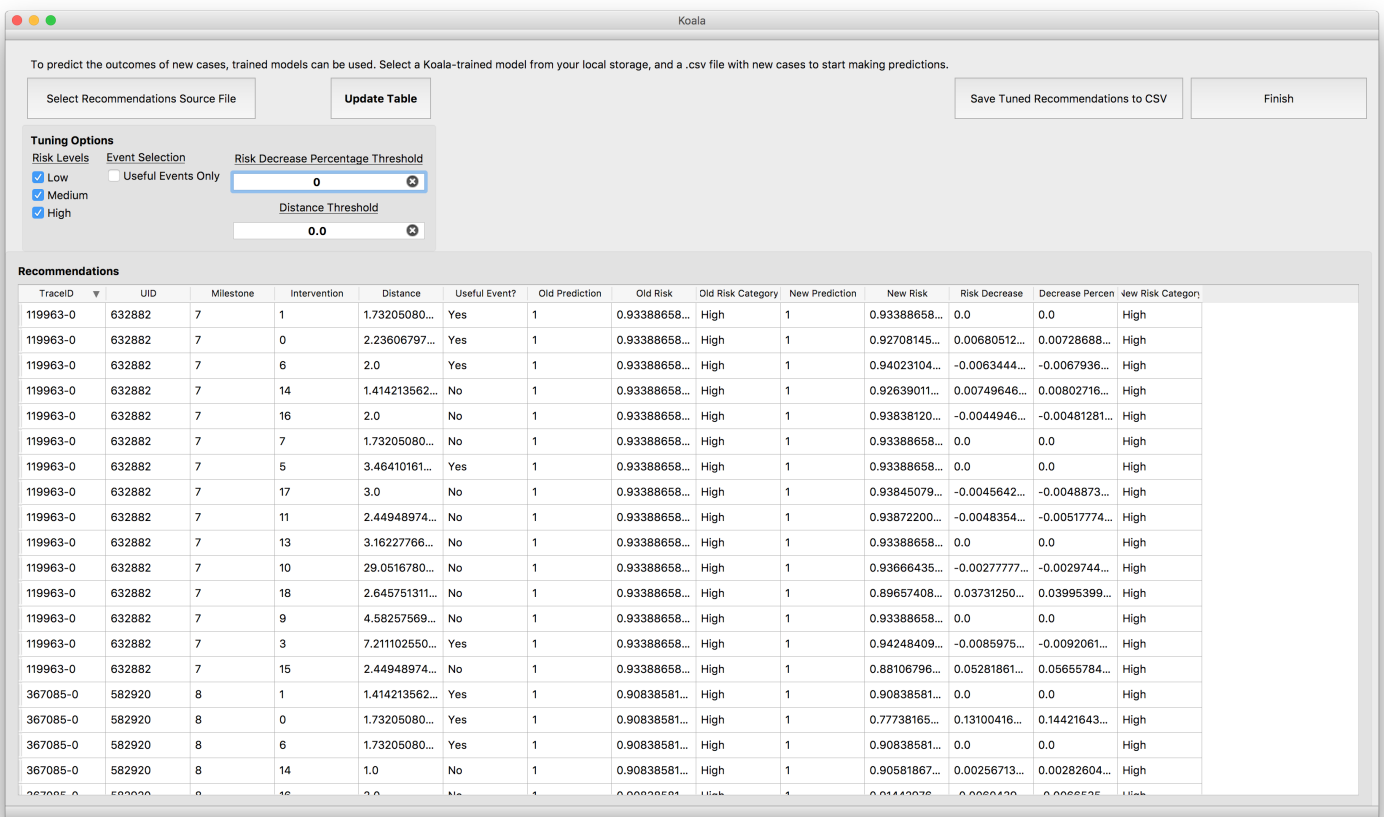 Koala
To predict the outcomes of new cases, trained models can be used. Select a Koala-trained model from your local storage, and a .csv file with new cases to start making predictions.
Select Recommendations Source File Update Table Save Tuned Recommendations to CSV Finish
Tuning Options
Risk Levels Event Selection Risk Decrease Percentage Threshold
Low Useful Events Only 0
Medium
High Distance Threshold
0.0
Recommendations
TraceID UID Milestone Intervention Distance Useful Event? Old Prediction Old Risk Old Risk Category New Prediction New Risk Risk Decrease Decrease Percen New Risk Category
119963-0 632882 7 1 1.73205080... Yes 1 0.93388658... High 1 0.93388658... 0.0 0.0 High
119963-0 632882 7 0 2.23606797... Yes 1 0.93388658... High 1 0.92708145... 0.00680512... 0.00728688... High
119963-0 632882 7 6 2.0 Yes 1 0.93388658... High 1 0.94023104... -0.0063444... -0.0067936... High
119963-0 632882 7 14 1.414213562... No 1 0.93388658... High 1 0.92639011... 0.00749646... 0.00802716... High
119963-0 632882 7 16 2.0 No 1 0.93388658... High 1 0.93838120... -0.0044946... -0.00481281... High
119963-0 632882 7 7 1.73205080... No 1 0.93388658... High 1 0.93388658... 0.0 0.0 High
119963-0 632882 7 5 3.46410161... Yes 1 0.93388658... High 1 0.93388658... 0.0 0.0 High
119963-0 632882 7 17 3.0 No 1 0.93388658... High 1 0.93845079... -0.0045642... -0.0048873... High
119963-0 632882 7 11 2.44948974... No 1 0.93388658... High 1 0.93872200... -0.0048354... -0.00517774... High
119963-0 632882 7 13 3.16227766... No 1 0.93388658... High 1 0.93388658... 0.0 0.0 High
119963-0 632882 7 10 29.0516780... No 1 0.93388658... High 1 0.93666435... -0.00277777... -0.0029744... High
119963-0 632882 7 18 2.645751311... No 1 0.93388658... High 1 0.89657408... 0.03731250... 0.03995399... High
119963-0 632882 7 9 4.58257569... No 1 0.93388658... High 1 0.93388658... 0.0 0.0 High
119963-0 632882 7 3 7.211102550... Yes 1 0.93388658... High 1 0.94248409... -0.0085975... -0.0092061... High
119963-0 632882 7 15 2.44948974... No 1 0.93388658... High 1 0.88106796... 0.05281861... 0.05655784... High
367085-0 582920 8 1 1.414213562... Yes 1 0.90838581... High 1 0.90838581... 0.0 0.0 High
367085-0 582920 8 0 1.73205080... Yes 1 0.90838581... High 1 0.77738165... 0.13100416... 0.14421643... High
367085-0 582920 8 6 1.73205080... Yes 1 0.90838581... High 1 0.90838581... 0.0 0.0 High
367085-0 582920 8 14 1.0 No 1 0.90838581... High 1 0.90581867... 0.00256713... 0.00282604... High